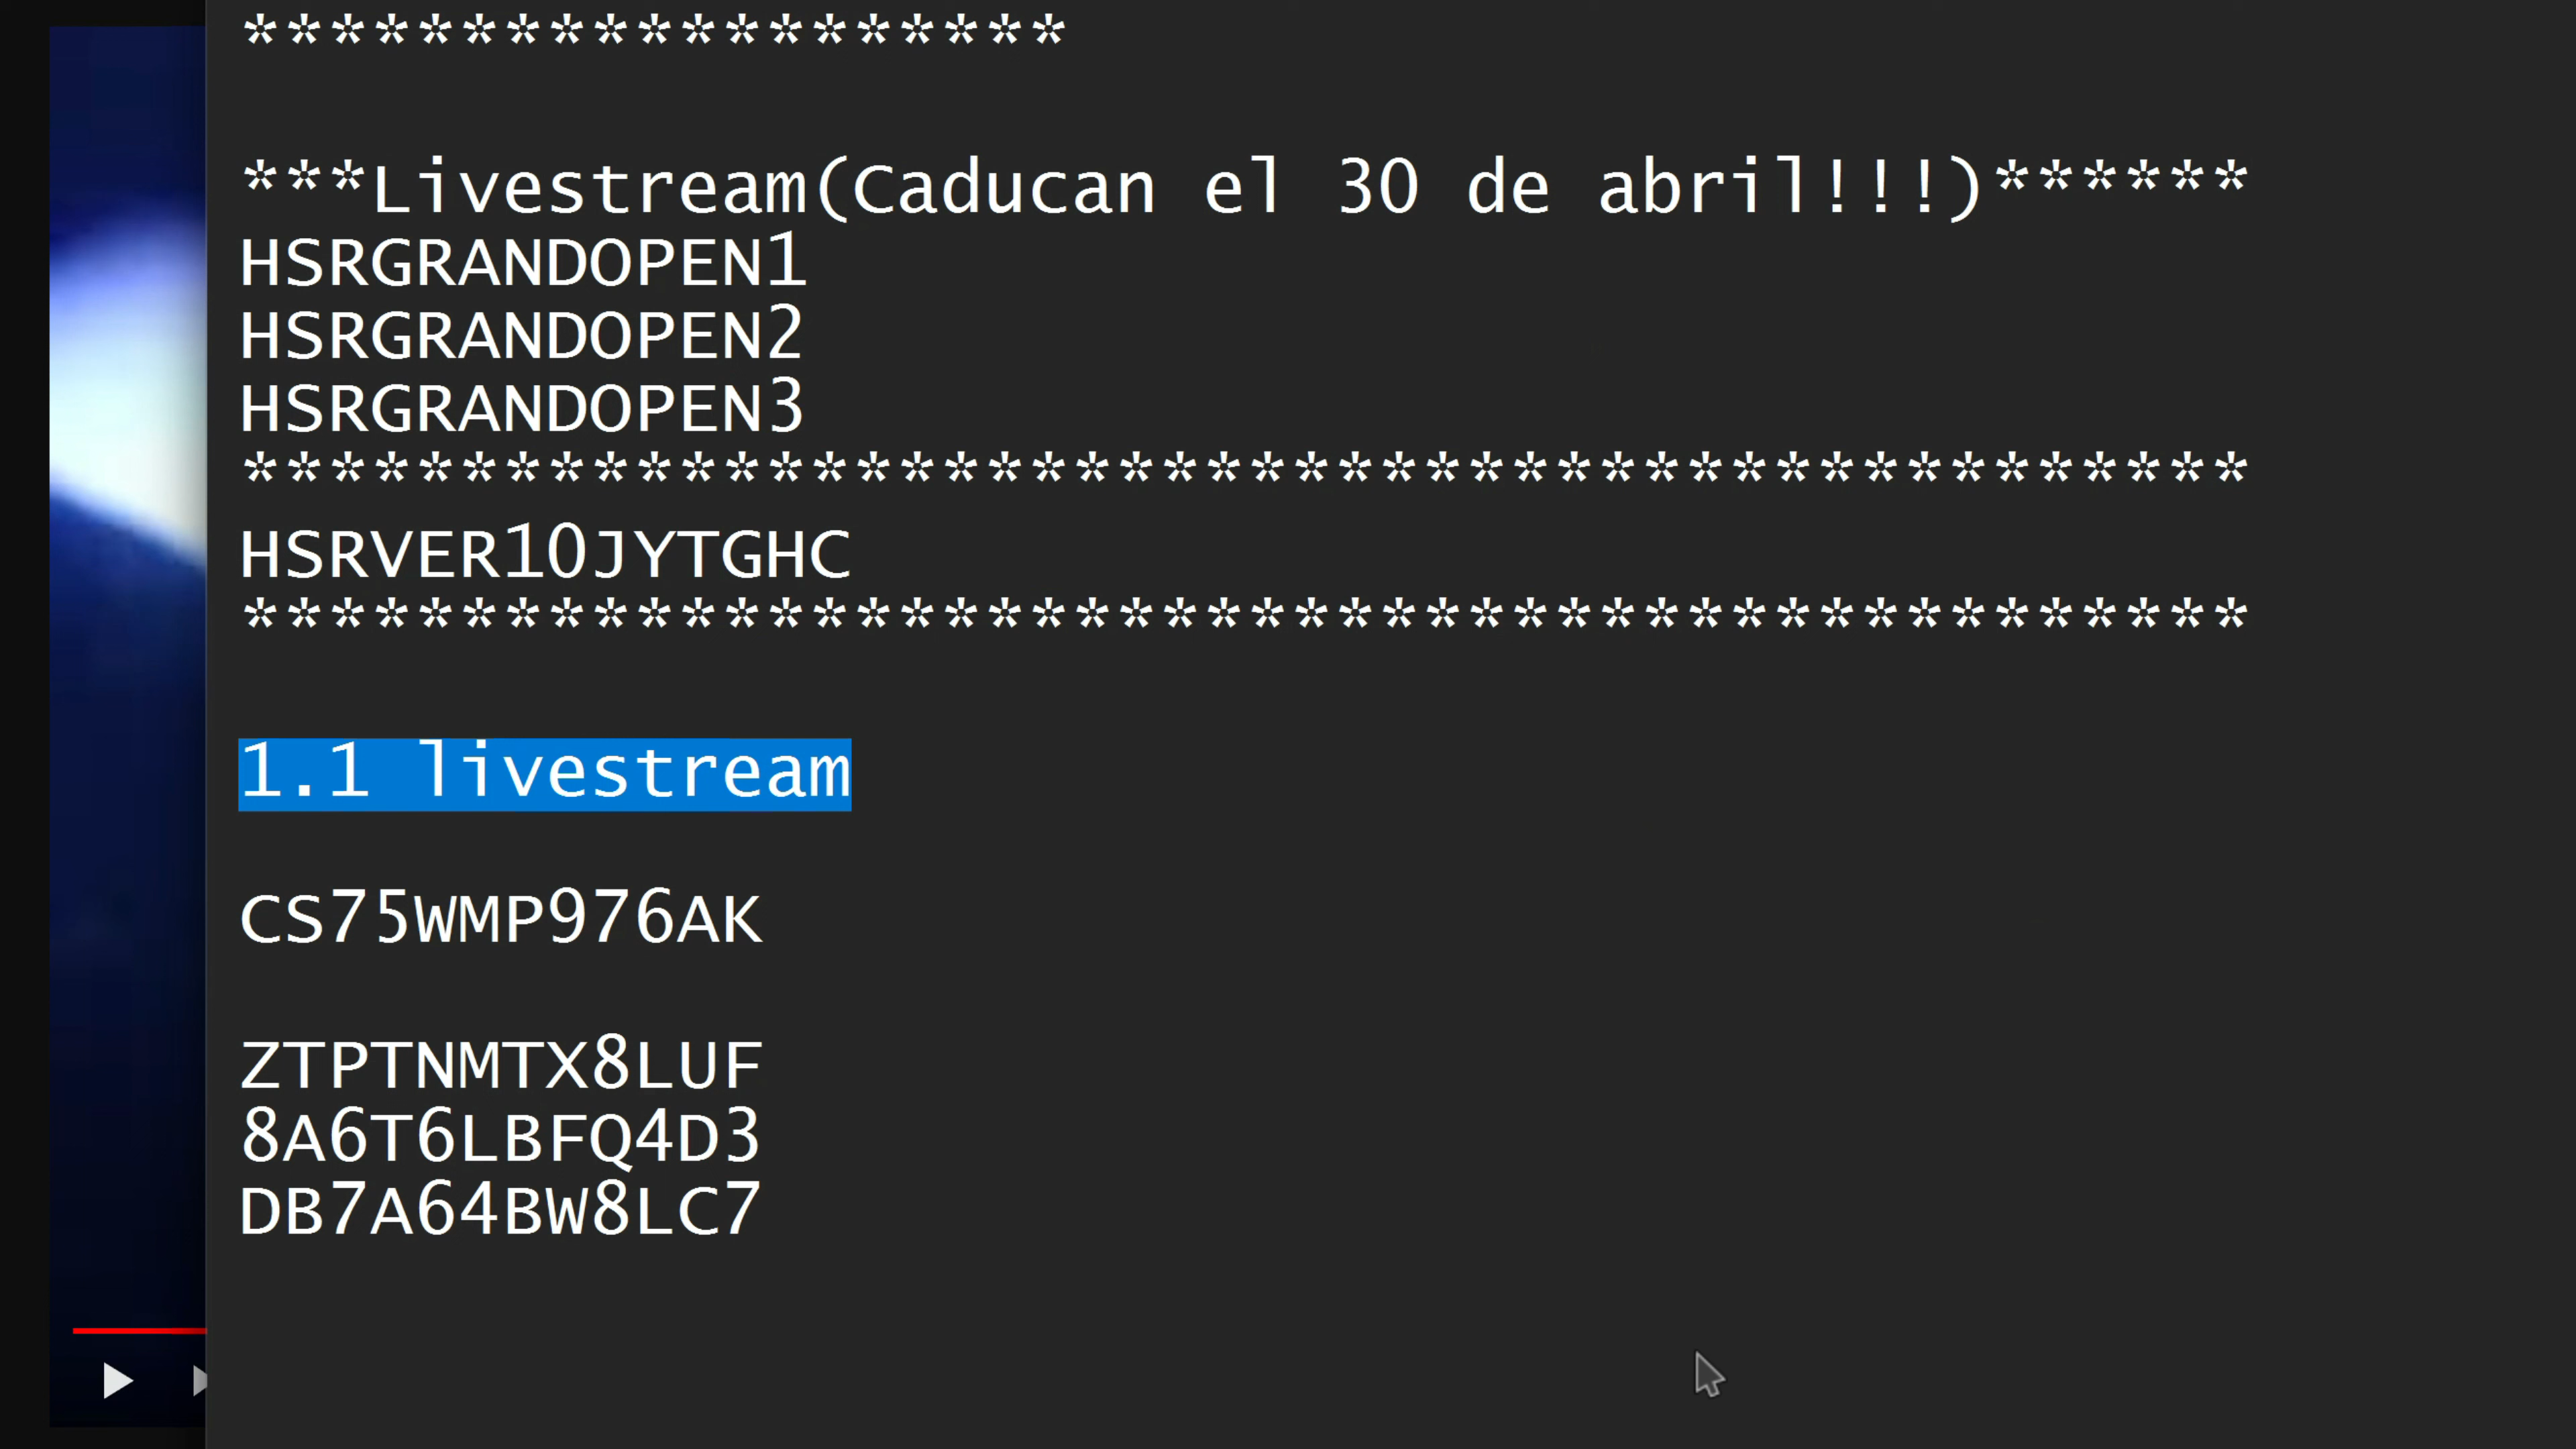 *******************
***Livestream(Caducan el 30 de abril!!!)******
HSRGRANDOPEN1
HSRGRANDOPEN2
HSRGRANDOPEN3
**********************************************
HSRVER10JYTGHC
**********************************************
1.1 livestream
CS75WMP976AK
ZTPTNMTX8LUF
8A6T6LBFQ4D3
DB7A64BW8LC7